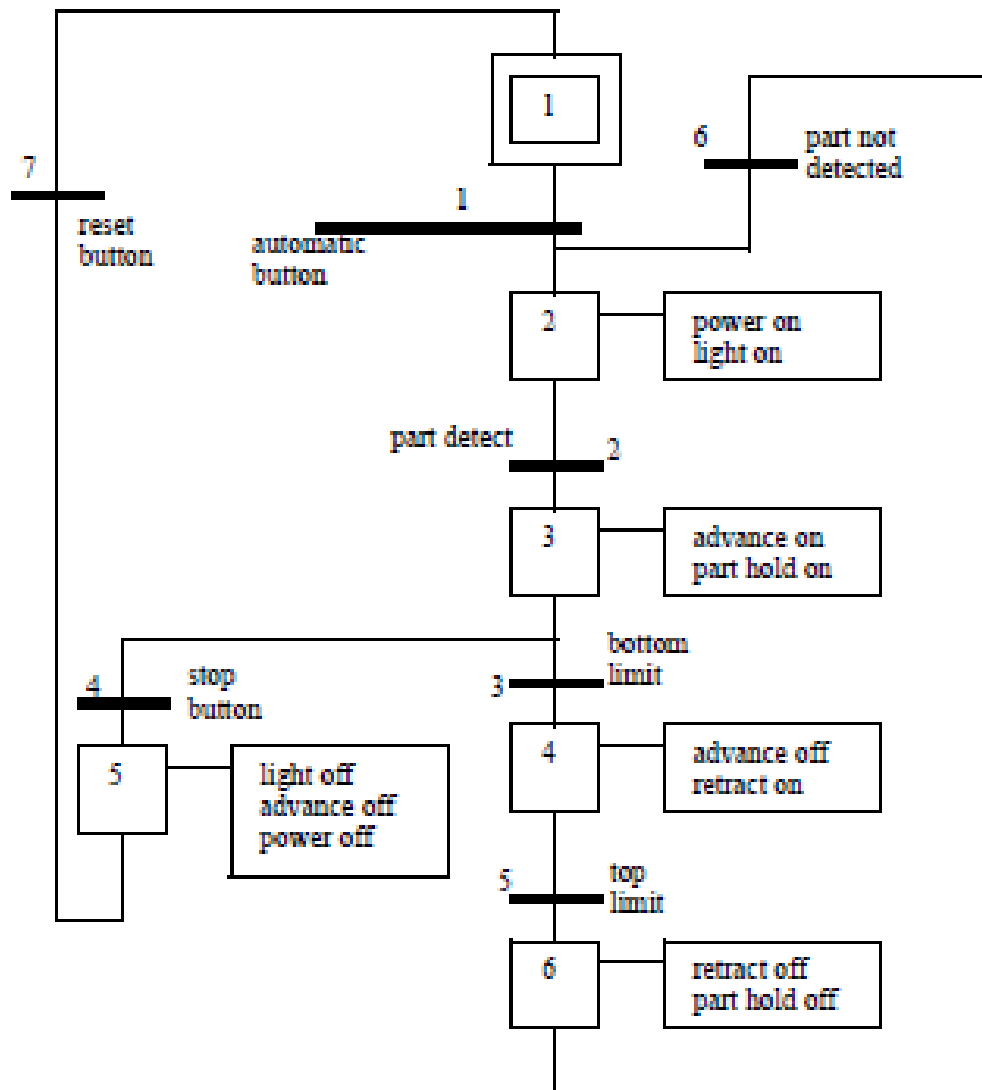 1
6
part not
detected
7
1
reset
button
automatic
button
2
power on
light on
part detect
2
3
advance on
part hold on
bottom
limit
3
4
stop
button
4
advance off
retract on
5
light off
advance off
power off
5
top
limit
6
retract off
part hold off